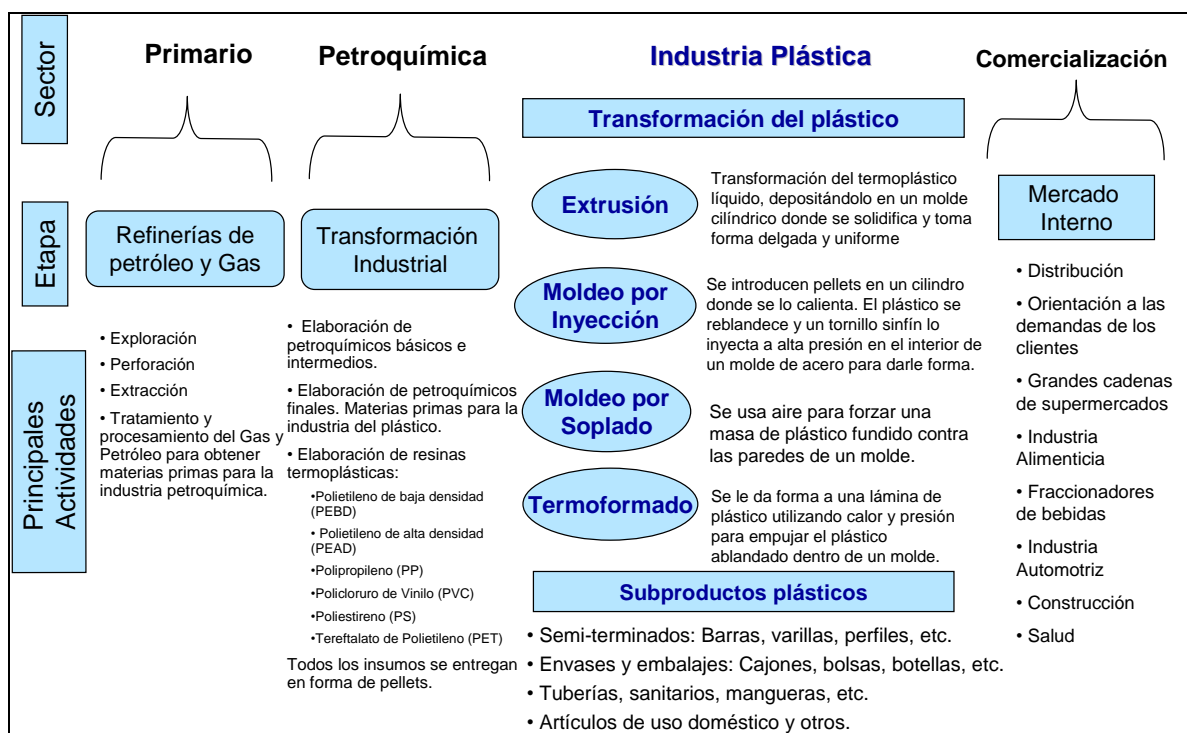 Sector
Primario
Petroquímica
Industria Plástica
Comercialización
Transformación del plástico
Etapa
Refinerías de
petróleo y Gas
Transformación
Industrial
Extrusión
Transformación del termoplástico
líquido, depositándolo en un molde
cilíndrico donde se solidifica y toma
forma delgada y uniforme
Mercado
Interno
Moldeo por
Inyección
Se introducen pellets en un cilindro
donde se lo calienta. El plástico se
reblandece y un tornillo sinfín lo
inyecta a alta presión en el interior de
un molde de acero para darle forma.
Moldeo por
Soplado
Se usa aire para forzar una
masa de plástico fundido contra
las paredes de un molde.
Termoformado
Se le da forma a una lámina de
plástico utilizando calor y presión
para empujar el plástico
ablandado dentro de un molde.
Principales
Actividades
• Exploración
• Perforación
• Extracción
• Tratamiento y
procesamiento del Gas y
Petróleo para obtener
materias primas para la
industria petroquímica.
• Elaboración de
petroquímicos básicos e
intermedios.
• Elaboración de petroquímicos
finales. Materias primas para la
industria del plástico.
• Elaboración de resinas
termoplásticas:
•Polietileno de baja densidad
(PEBD)
• Polietileno de alta densidad
(PEAD)
•Polipropileno (PP)
•Policloruro de Vinilo (PVC)
•Poliestireno (PS)
•Tereftalato de Polietileno (PET)
Todos los insumos se entregan
en forma de pellets.
Subproductos plásticos
• Semi-terminados: Barras, varillas, perfiles, etc.
• Envases y embalajes: Cajones, bolsas, botellas, etc.
• Tuberías, sanitarios, mangueras, etc.
• Artículos de uso doméstico y otros.
• Distribución
• Orientación a las
demandas de los
clientes
• Grandes cadenas
de supermercados
• Industria
Alimenticia
• Fraccionadores
de bebidas
• Industria
Automotriz
• Construcción
• Salud